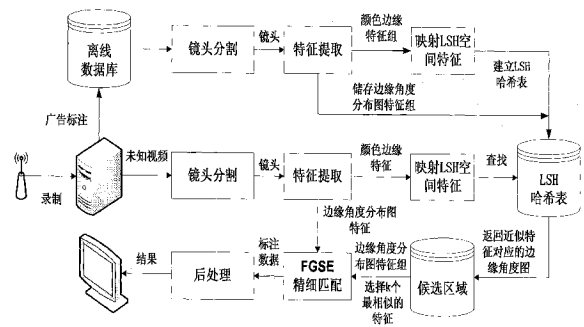 离线
数据库
镜头分割
镜头
特征提取
颜色边缘
特征组
映射LSH空
间特征
建立LSH
哈希表
储存边缘角度
分布图特征组
广告标注
录制
未知视频
镜头分割
镜头
特征提取
颜色边缘
特征
映射LSH空
间特征
查找
LSH
哈希表
边缘角度分布图
特征
返回近似特
征对应的边
缘角度图
结果
后处理
标注
数据
FGSE
精细匹配
边缘角度分
布图特征组
选择k个
最相似的
特征
候选区域